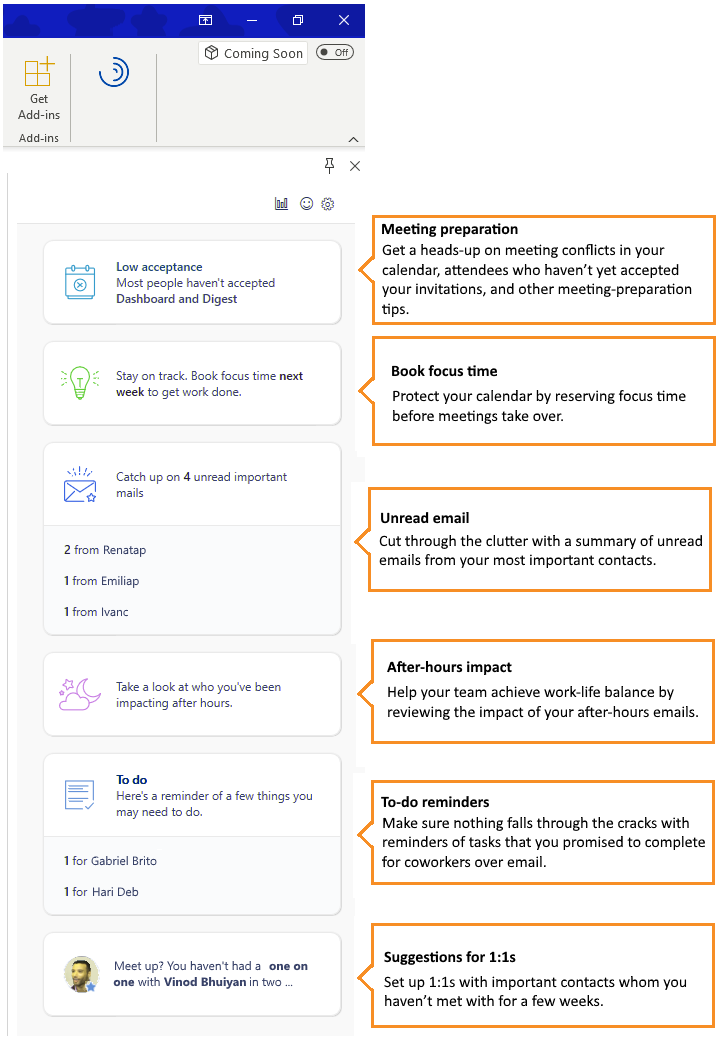 Coming Soon
Off
Get
Add-ins
Add-ins
Low acceptance
Most people haven't accepted
Dashboard and Digest
Meeting preparation
Get a heads-up on meeting conflicts in your
calendar, attendees who haven’t yet accepted
your invitations, and other meeting-preparation
tips.
Stay on track. Book focus time next
week to get work done.
Book focus time
Protect your calendar by reserving focus time
before meetings take over.
Catch up on 4 unread important
mails
2 from Renatap
1 from Emiliap
1 from Ivanc
Unread email
Cut through the clutter with a summary of unread
emails from your most important contacts.
Take a look at who you've been
impacting after hours.
After-hours impact
Help your team achieve work-life balance by
reviewing the impact of your after-hours emails.
To do
Here's a reminder of a few things you
may need to do.
1 for Gabriel Brito
1 for Hari Deb
To-do reminders
Make sure nothing falls through the cracks with
reminders of tasks that you promised to complete
for coworkers over email.
Meet up? You haven't had a one on
one with Vinod Bhuiyan in two ...
Suggestions for 1:1s
Set up 1:1s with important contacts whom you
haven’t met with for a few weeks.